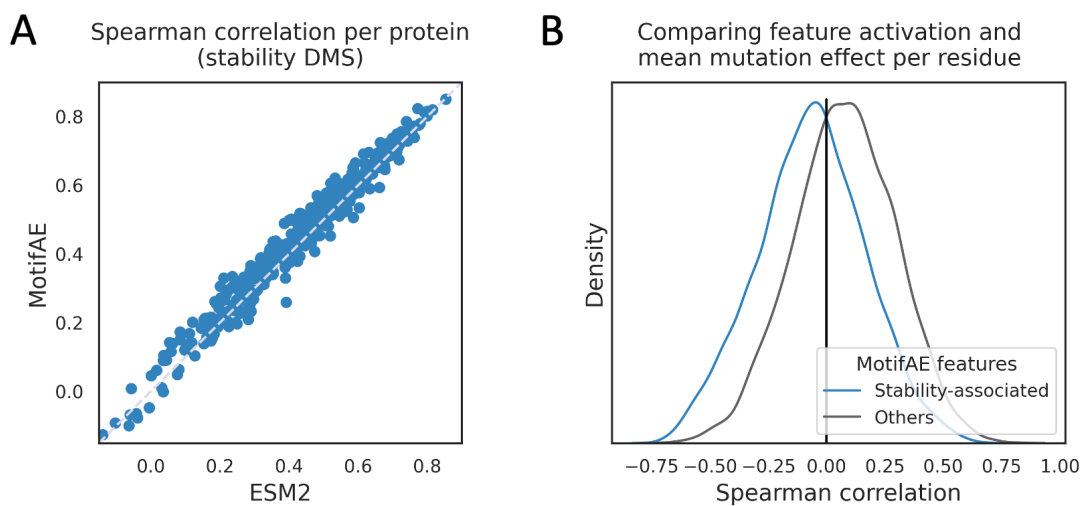 A
Spearman correlation per protein
(stability DMS)
MotifAE
0.8
0.6
0.4
0.2
0.0
0.0 0.2 0.4 0.6 0.8
ESM2
B
Comparing feature activation and
mean mutation effect per residue
Density
MotifAE features
Stability-associated
Others
−0.75 −0.50 −0.25 0.00 0.25 0.50 0.75 1.00
Spearman correlation